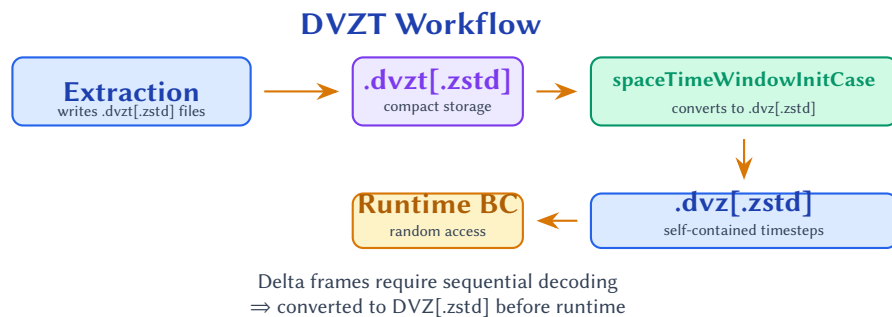 DVZT Workflow
Extraction
writes .dvzt[.zstd] files
.dvzt[.zstd]
compact storage
spaceTimeWindowInitCase
converts to .dvz[.zstd]
.dvz[.zstd]
self-contained timesteps
Runtime BC
random access
Delta frames require sequential decoding
⇒ converted to DVZ[.zstd] before runtime